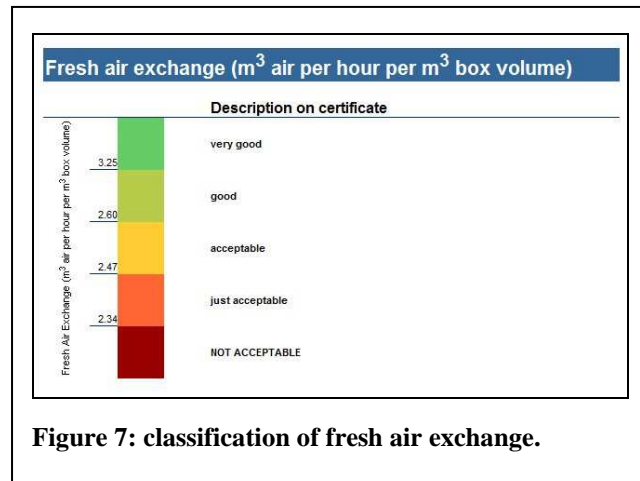 Fresh air exchange (m³ air per hour per m³ box volume)
Description on certificate
Fresh Air Exchange (m³ air per hour per m³ box volume)
very good
3.25
good
2.60
acceptable
2.47
just acceptable
2.34
NOT ACCEPTABLE
Figure 7: classification of fresh air exchange.